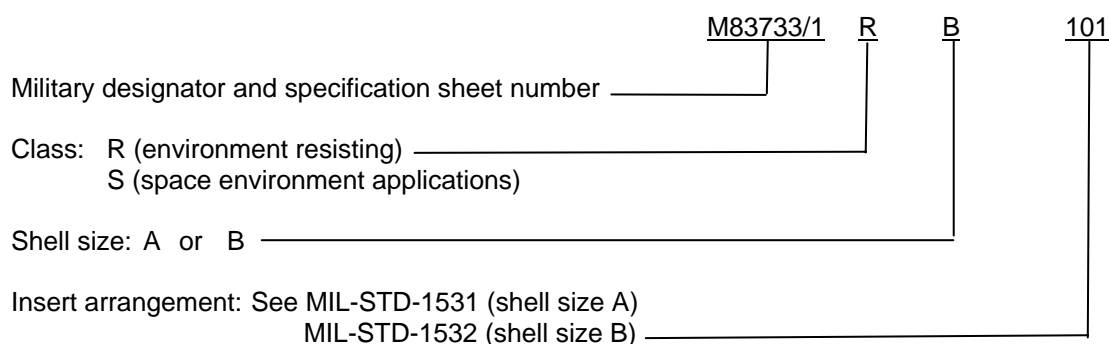 M83733/1 R B 101
Military designator and specification sheet number
Class: R (environment resisting)
S (space environment applications)
Shell size: A or B
Insert arrangement: See MIL-STD-1531 (shell size A)
MIL-STD-1532 (shell size B)